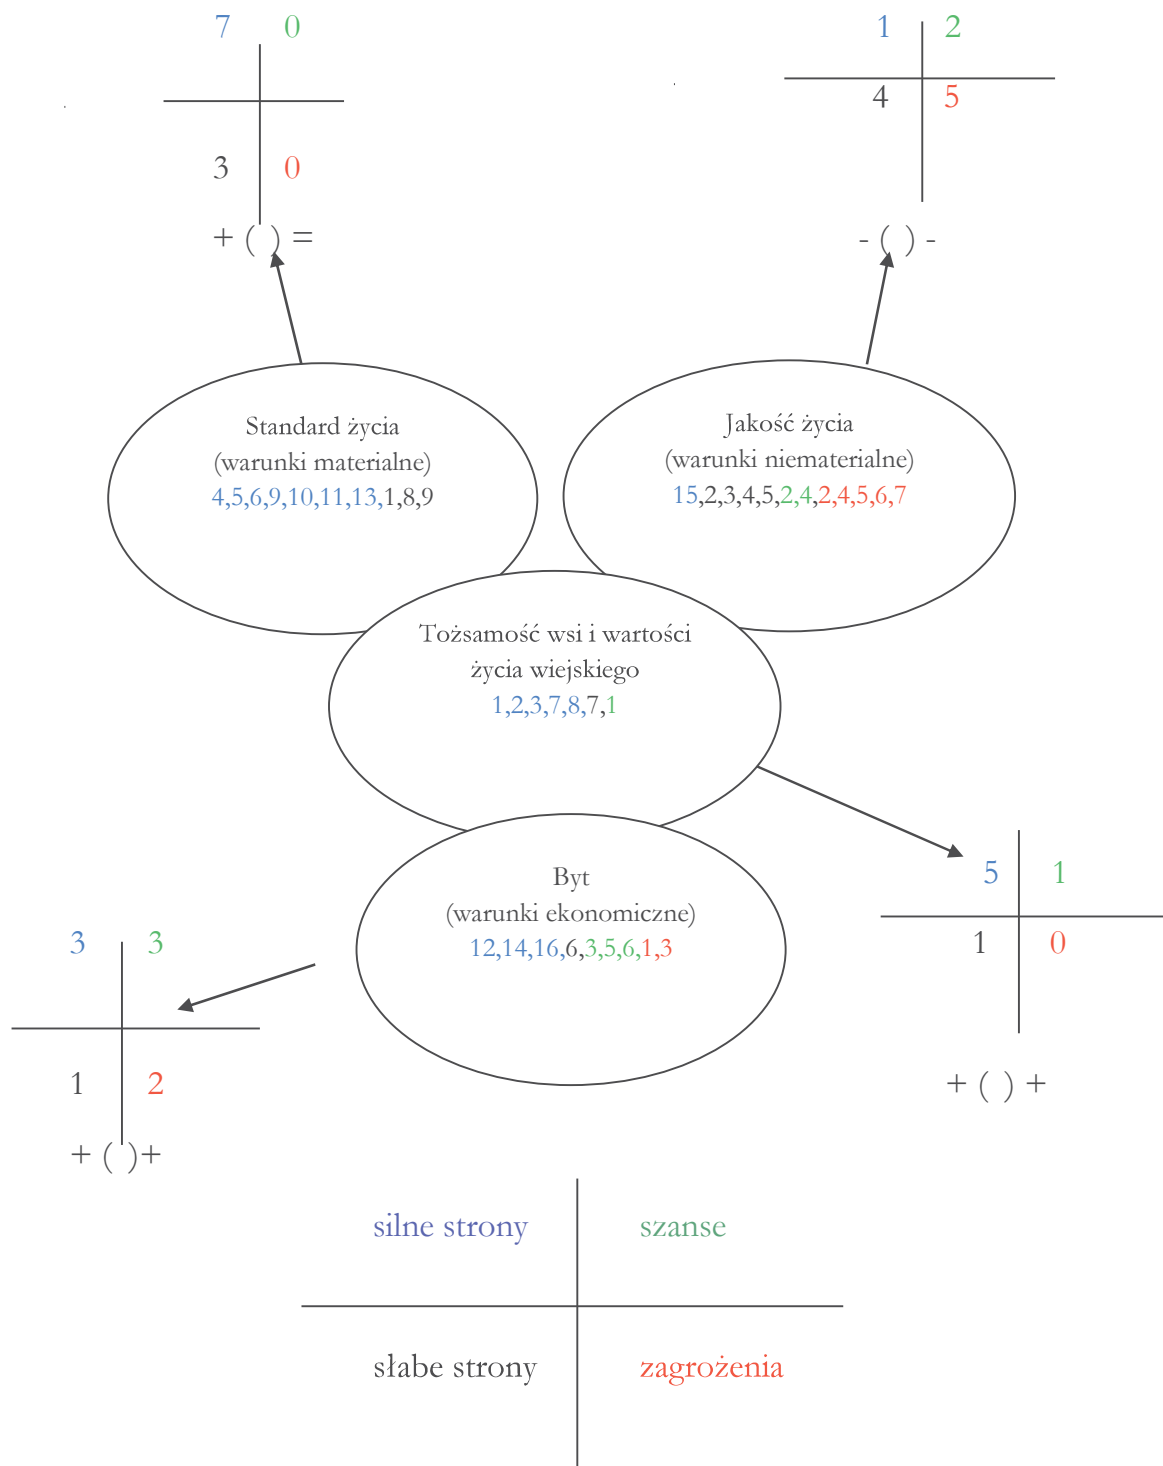 7 0
3 0
+ ( ) =
1 2
4 5
- ( ) -
Standard życia
(warunki materialne)
4,5,6,9,10,11,13,1,8,9
Jakość życia
(warunki niematerialne)
15,2,3,4,5,2,4,2,4,5,6,7
Tożsamość wsi i wartości
życia wiejskiego
1,2,3,7,8,7,1
5 1
1 0
+ ( ) +
Byt
(warunki ekonomiczne)
12,14,16,6,3,5,6,1,3
3 3
1 2
+ ( )+
silne strony szanse
słabe strony zagrożenia